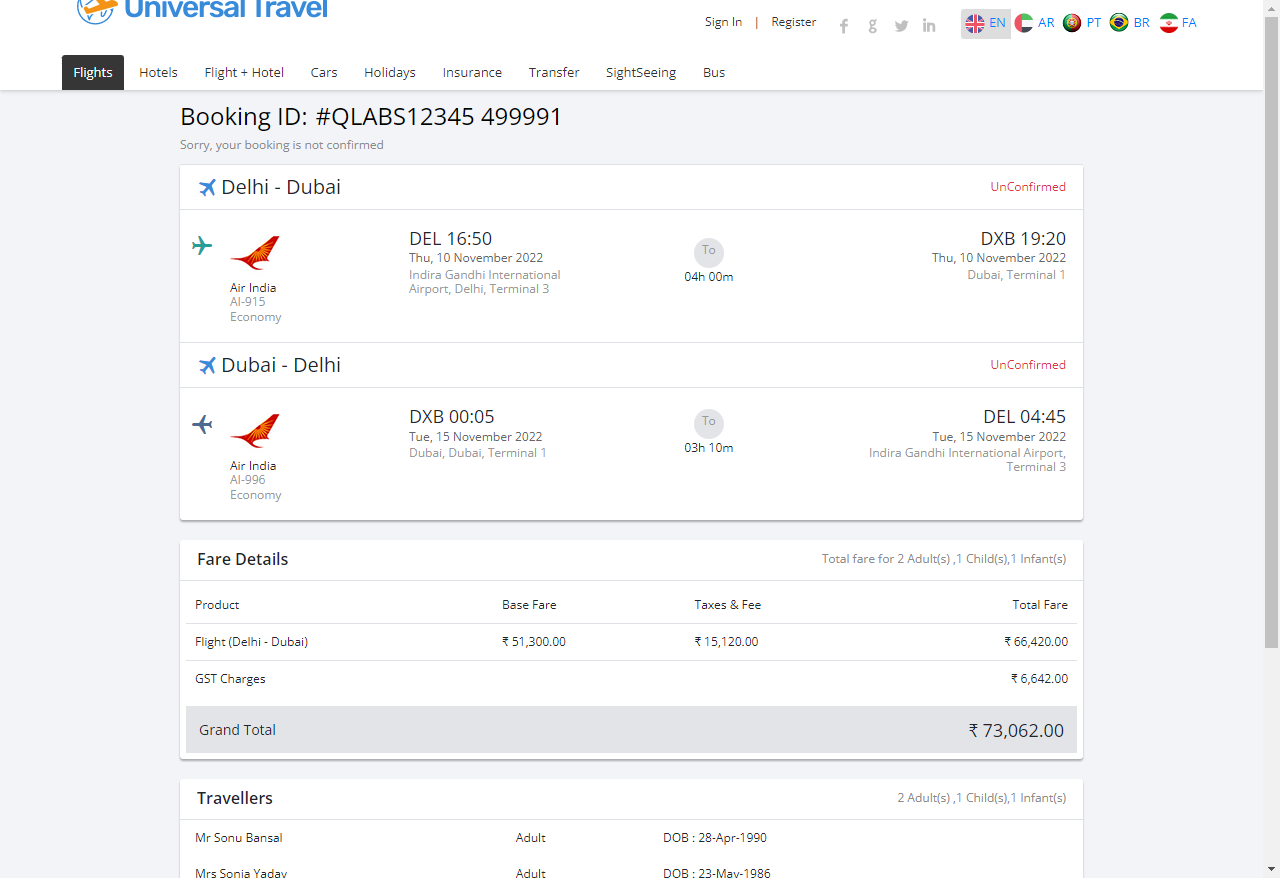 Universal Travel
Sign In | Register
EN AR PT BR FA
Flights Hotels Flight + Hotel Cars Holidays Insurance Transfer SightSeeing Bus
Booking ID: #QLABS12345 499991
Sorry, your booking is not confirmed
Delhi - Dubai UnConfirmed
DEL 16:50 To DXB 19:20
Thu, 10 November 2022 04h 00m Thu, 10 November 2022
Indira Gandhi International Dubai, Terminal 1
Airport, Delhi, Terminal 3
Air India
AI-915
Economy
Dubai - Delhi UnConfirmed
DXB 00:05 To DEL 04:45
Tue, 15 November 2022 03h 10m Tue, 15 November 2022
Dubai, Dubai, Terminal 1 Indira Gandhi International Airport,
Terminal 3
Air India
AI-996
Economy
Fare Details Total fare for 2 Adult(s) ,1 Child(s),1 Infant(s)
Product Base Fare Taxes & Fee Total Fare
Flight (Delhi - Dubai) ₹ 51,300.00 ₹ 15,120.00 ₹ 66,420.00
GST Charges ₹ 6,642.00
Grand Total ₹ 73,062.00
Travellers 2 Adult(s) ,1 Child(s),1 Infant(s)
Mr Sonu Bansal Adult DOB : 28-Apr-1990
Mrs Sonia Yadav Adult DOB : 23-May-1986